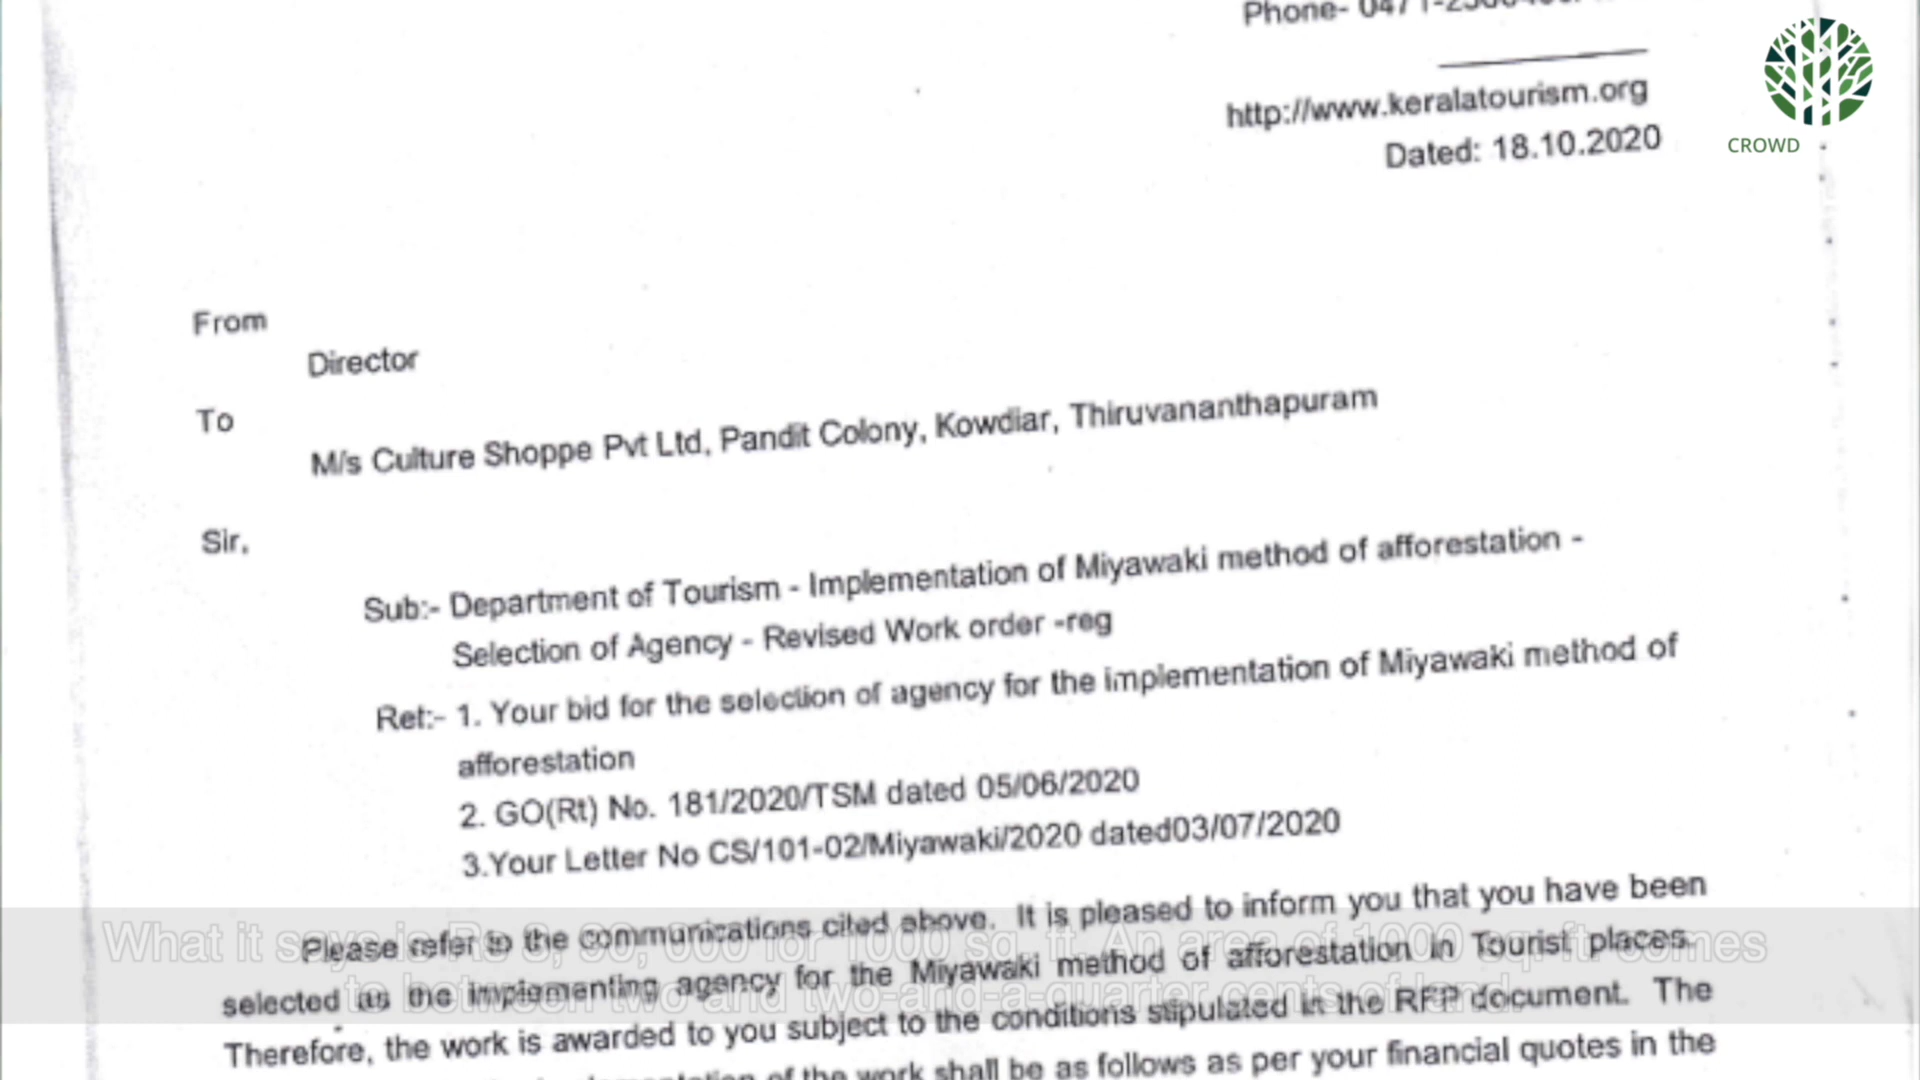 Phone- 0471-
http://www.keralatourism.org
Dated: 18.10.2020
CROWD
From
Director
To
M/s Culture Shoppe Pvt Ltd, Pandit Colony, Kowdiar, Thiruvananthapuram
Sir,
Sub:- Department of Tourism - Implementation of Miyawaki method of afforestation -
Selection of Agency - Revised Work order -reg
Ret:- 1. Your bid for the selection of agency for the implementation of Miyawaki method of
afforestation
2. GO(Rt) No. 181/2020/TSM dated 05/06/2020
3.Your Letter No CS/101-02/Miyawaki/2020 dated03/07/2020
Please refer to the communications cited above. It is pleased to inform you that you have been
selected as the implementing agency for the Miyawaki method of afforestation in Tourist places.
Therefore, the work is awarded to you subject to the conditions stipulated in the RFP document. The
of the work shall be as follows as per your financial quotes in the
What it says is Rs for 1000 sq. ft. An area of 1000 sq ft comes
to between two and two-and-a-quarter cents of land.